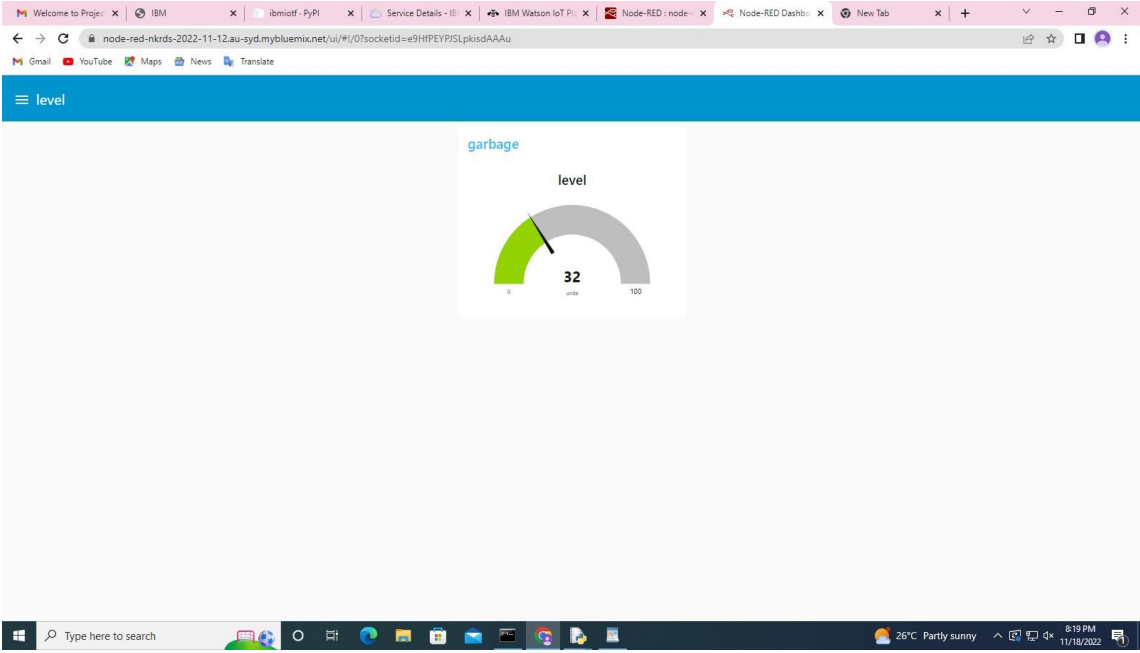 Welcome to Projec IBM ibmiotf · PyPI Service Details - IB IBM Watson IoT Pla Node-RED : node- Node-RED Dashbo New Tab
node-red-nkrds-2022-11-12.au-syd.mybluemix.net/ui/#!/0?socketid=e9HfPEYPJSLpkisdAAAu
Gmail YouTube Maps News Translate
level
garbage
level
32
0 units 100
Type here to search
26°C Partly sunny
8:19 PM
11/18/2022
1